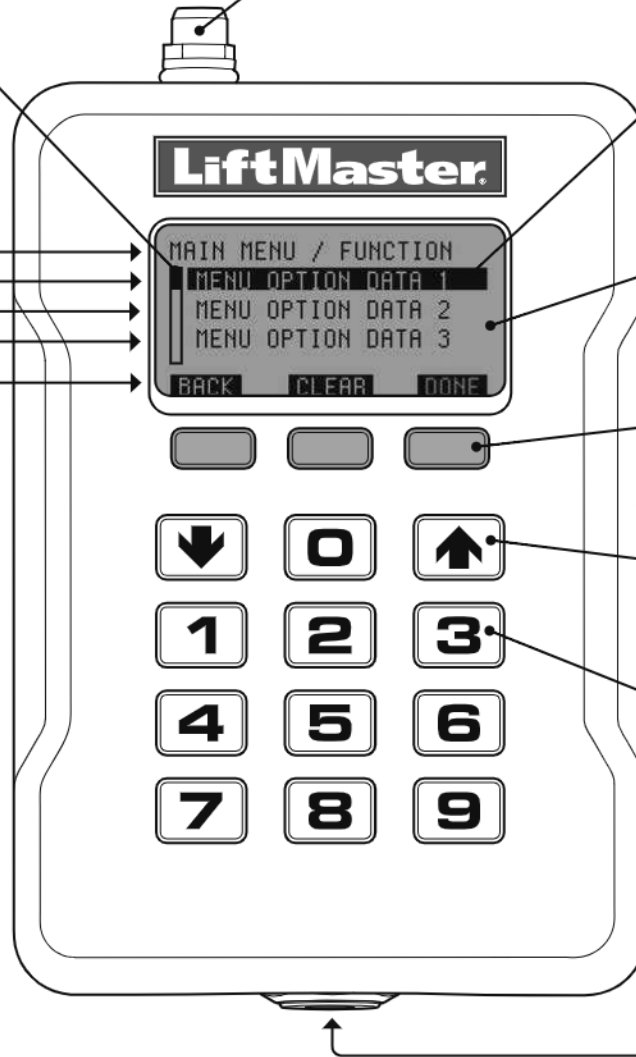 LiftMaster®
MAIN MENU / FUNCTION
MENU OPTION DATA 1
MENU OPTION DATA 2
MENU OPTION DATA 3
BACK CLEAR DONE
0
1 2 3
4 5 6
7 8 9